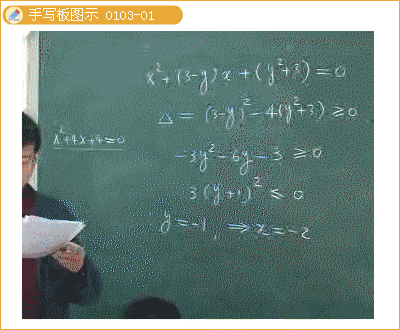 手写板图示 0103-01
x²+(3-y)x+(y²+3)=0
Δ=(3-y)²-4(y²+3)≥0
x²+4x+4=0
-3y²-6y-3≥0
3(y+1)²≤0
y=-1, ⇒x=-2